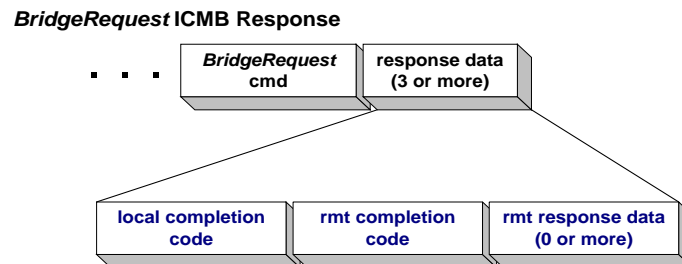 BridgeRequest ICMB Response
. . .
BridgeRequest
cmd
response data
(3 or more)
local completion
code
rmt completion
code
rmt response data
(0 or more)